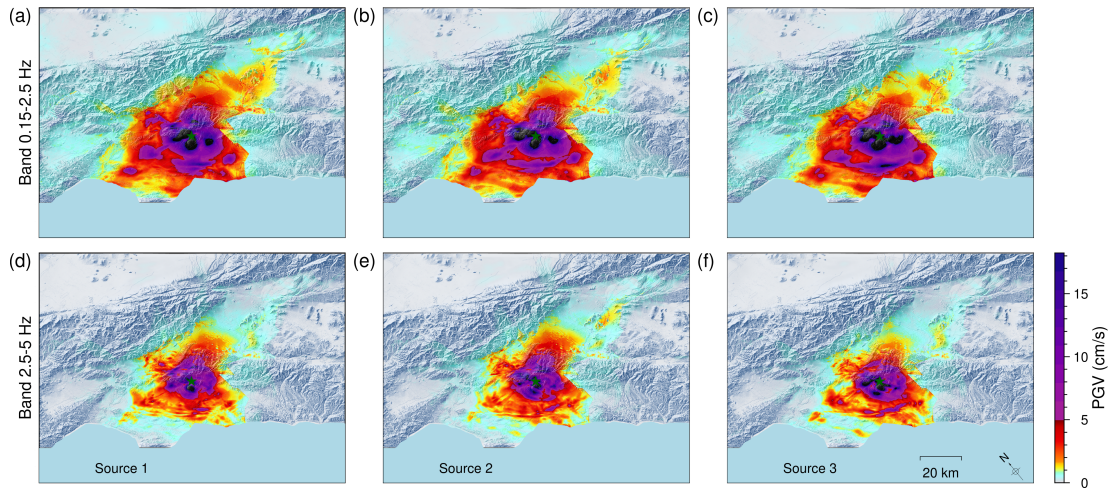 (a)
(b)
(c)
Band 0.15-2.5 Hz
(d)
(e)
(f)
Band 2.5-5 Hz
Source 1
Source 2
Source 3
20 km
N
15
10
5
0
PGV (cm/s)